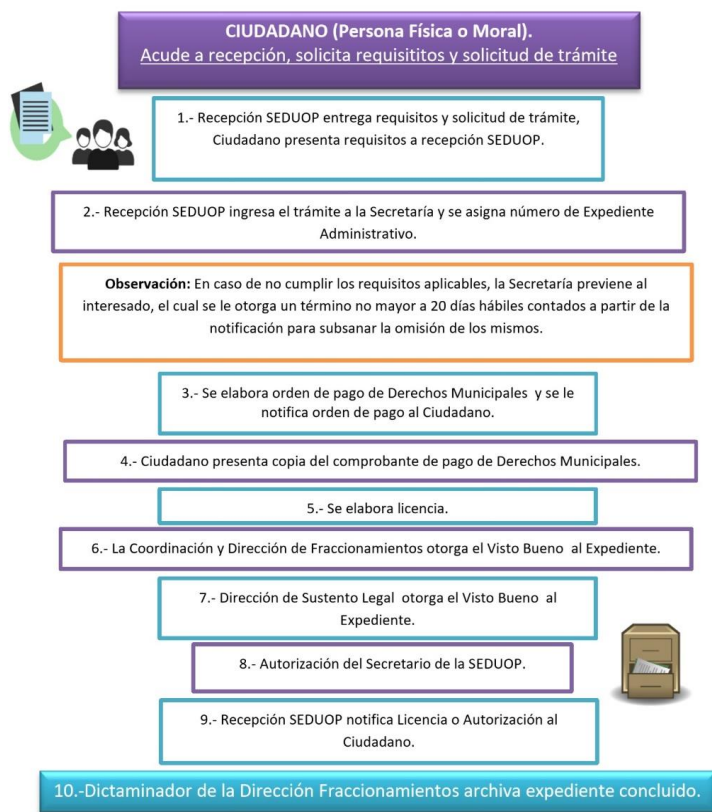 CIUDADANO (Persona Física o Moral).
Acude a recepción, solicita requisititos y solicitud de trámite
1.- Recepción SEDUOP entrega requisitos y solicitud de trámite,
Ciudadano presenta requisitos a recepción SEDUOP.
2.- Recepción SEDUOP ingresa el trámite a la Secretaría y se asigna número de Expediente
Administrativo.
Observación: En caso de no cumplir los requisitos aplicables, la Secretaría previene al
interesado, el cual se le otorga un término no mayor a 20 días hábiles contados a partir de la
notificación para subsanar la omisión de los mismos.
3.- Se elabora orden de pago de Derechos Municipales y se le
notifica orden de pago al Ciudadano.
4.- Ciudadano presenta copia del comprobante de pago de Derechos Municipales.
5.- Se elabora licencia.
6.- La Coordinación y Dirección de Fraccionamientos otorga el Visto Bueno al Expediente.
7.- Dirección de Sustento Legal otorga el Visto Bueno al
Expediente.
8.- Autorización del Secretario de la SEDUOP.
9.- Recepción SEDUOP notifica Licencia o Autorización al
Ciudadano.
10.-Dictaminador de la Dirección Fraccionamientos archiva expediente concluido.